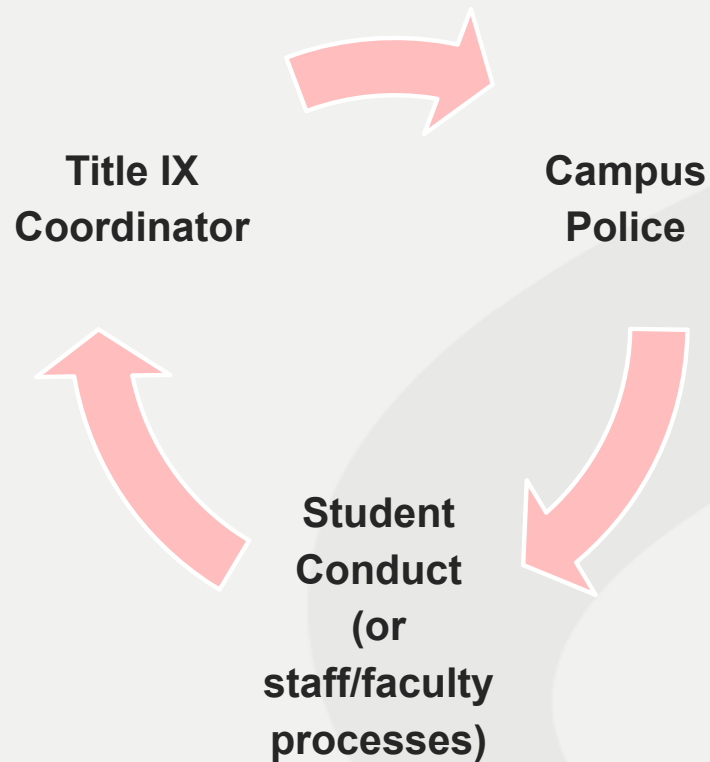 Title IX
Coordinator
Campus
Police
Student
Conduct
(or
staff/faculty
processes)